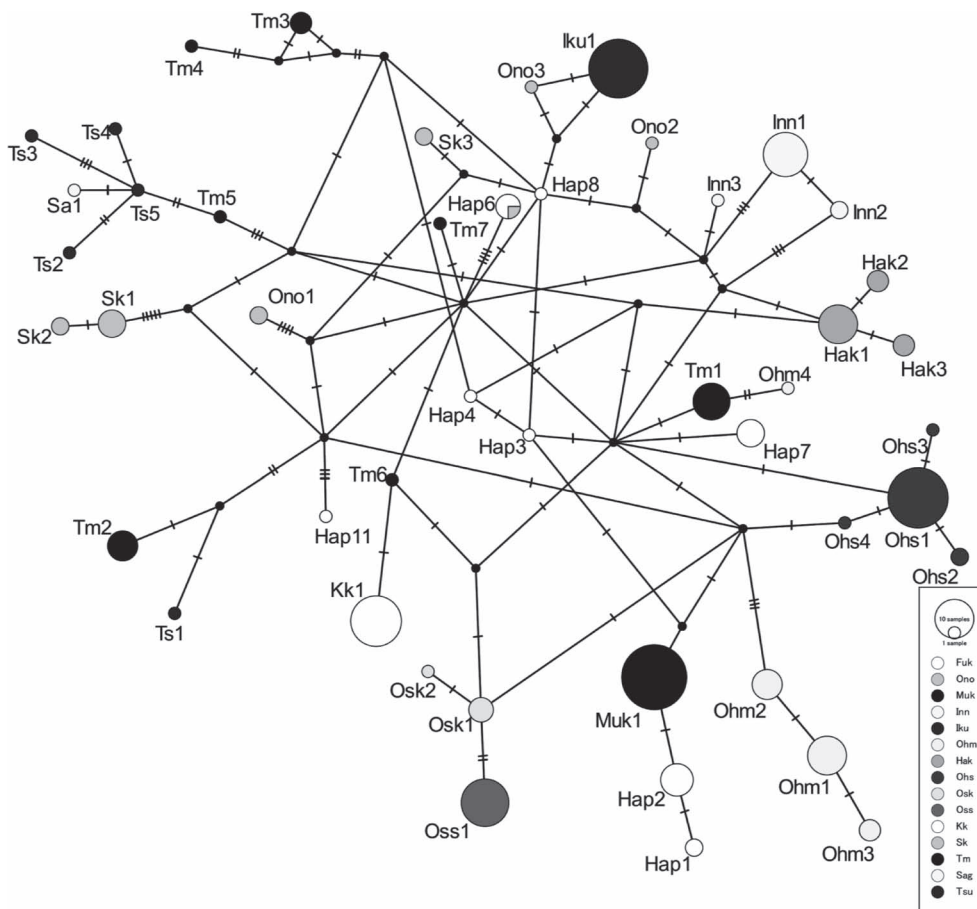 Tm3
Iku1
Tm4
Ono3
Ono2
Inn1
Ts4
Ts3
Sk3
Hap8
Inn3
Sa1
Ts5
Tm5
Hap6
Tm7
Inn2
Ts2
Hak2
Sk1
Ono1
Sk2
Hak1
Hak3
Tm1
Ohm4
Hap4
Hap3
Hap7
Ohs3
Tm6
Tm2
Hap11
Ohs4
Ohs1
Ohs2
Kk1
Ts1
Osk2
Osk1
Muk1
Ohm2
Hap2
Ohm1
Oss1
Hap1
Ohm3
10 samples
1 sample
Fuk
Ono
Muk
Inn
Iku
Ohm
Hak
Ohs
Osk
Oss
Kk
Sk
Tm
Sag
Tsu